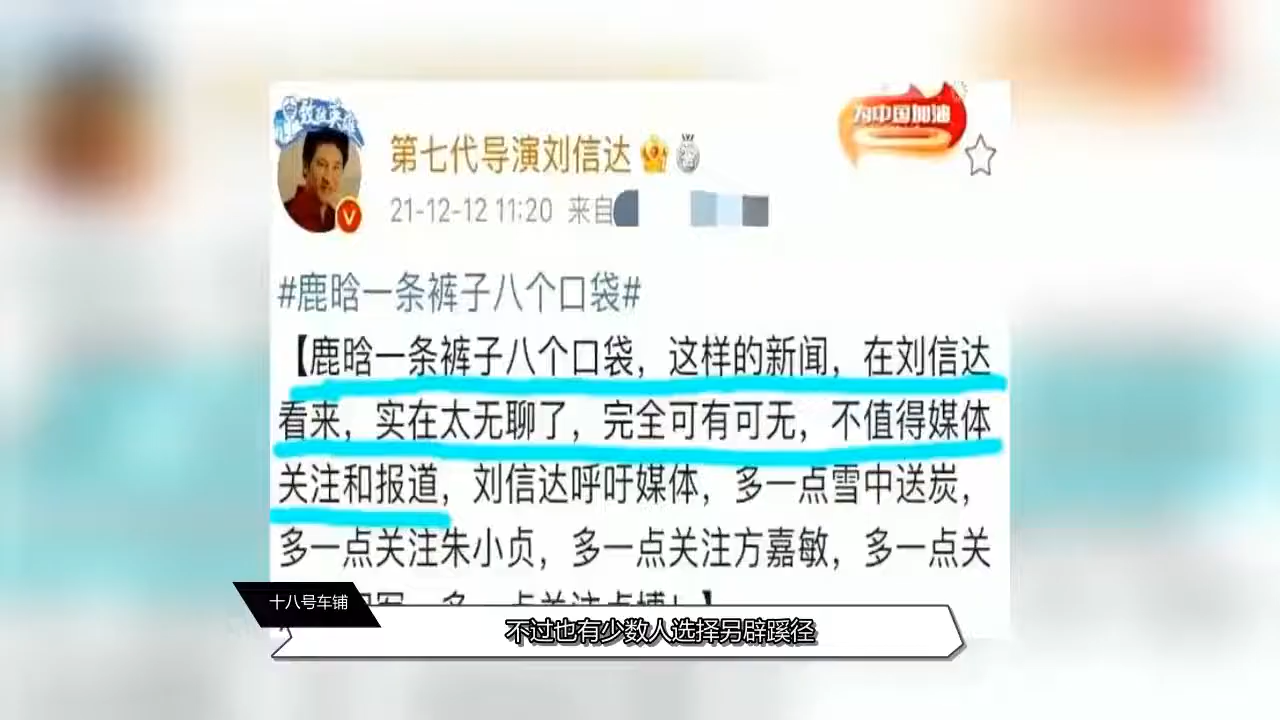 致敬英雄
为中国加油
第七代导演刘信达
21-12-12 11:20 来自
#鹿晗一条裤子八个口袋#
【鹿晗一条裤子八个口袋，这样的新闻，在刘信达
看来，实在太无聊了，完全可有可无，不值得媒体
关注和报道，刘信达呼吁媒体，多一点雪中送炭，
多一点关注朱小贞，多一点关注方嘉敏，多一点关
十八号车铺
不过也有少数人选择另辟蹊径